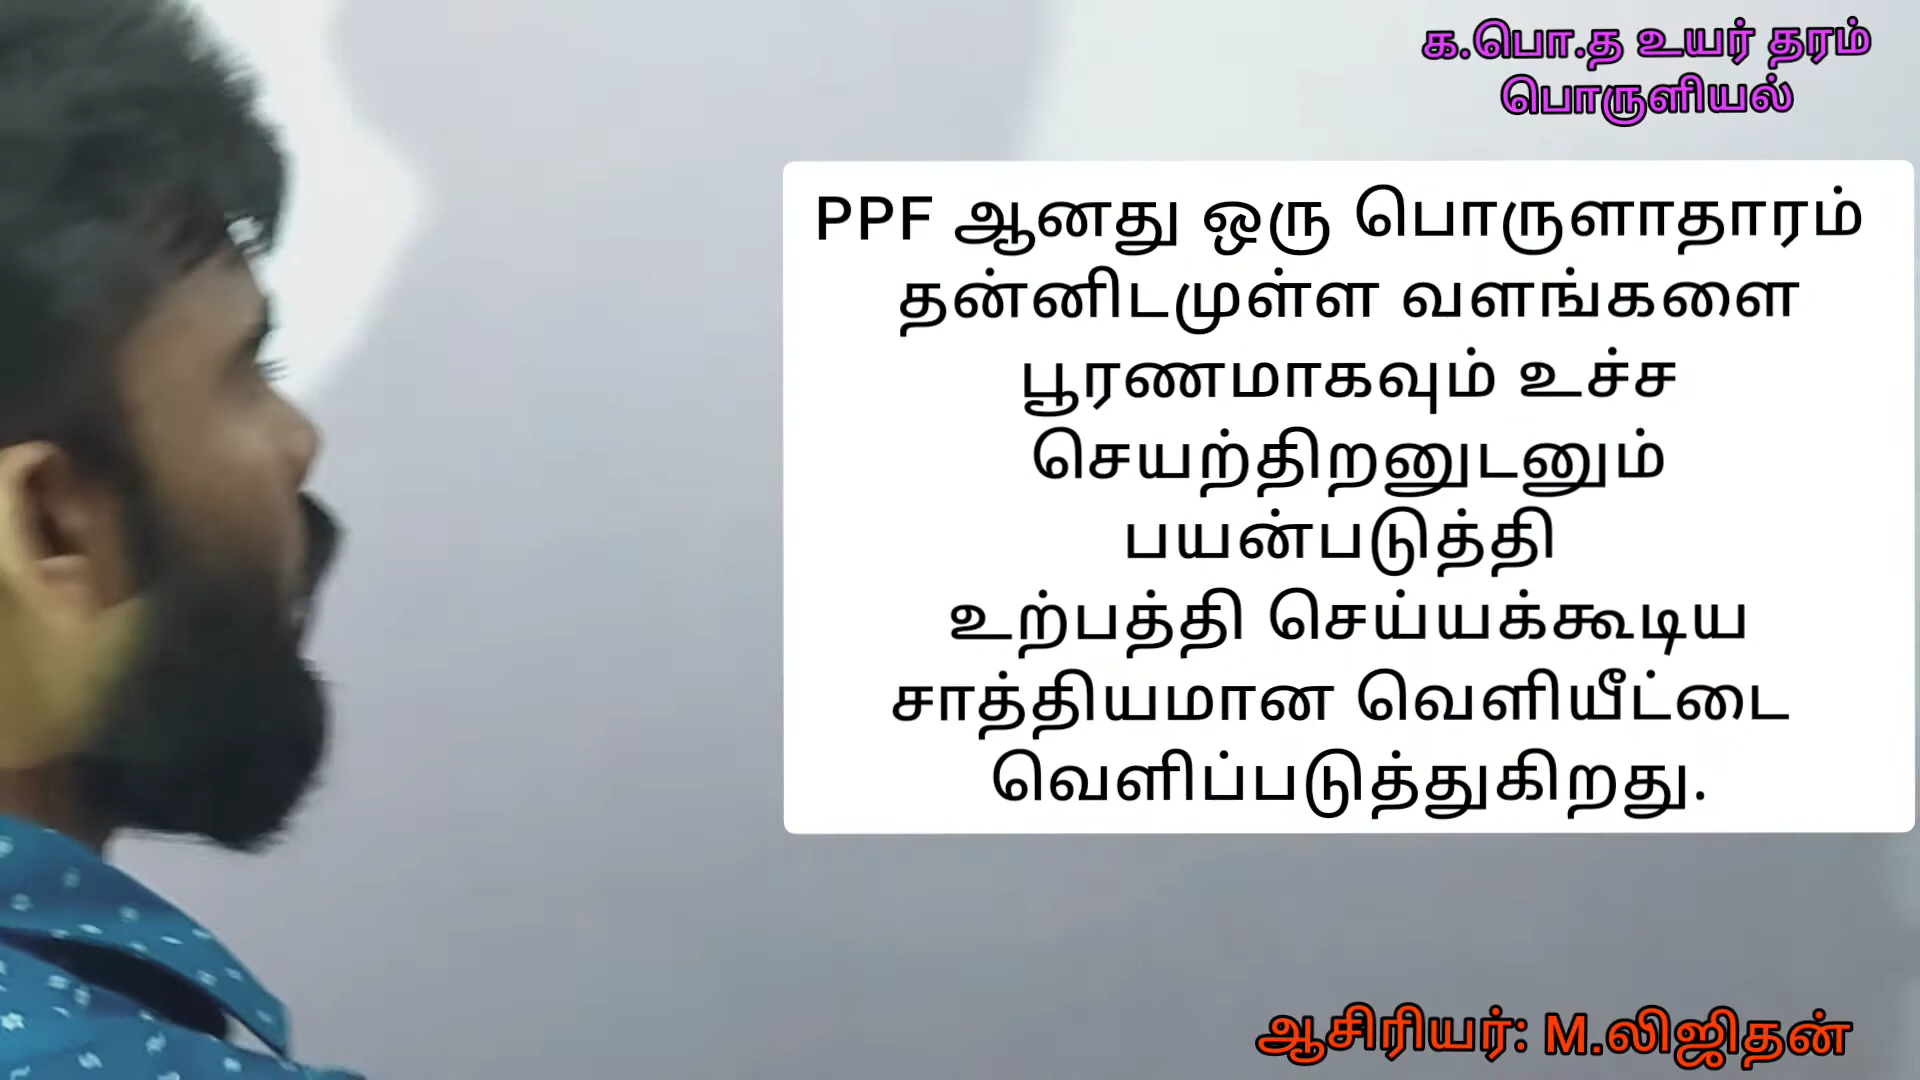 க.பொ.த உயர் தரம்
பொருளியல்
PPF ஆனது ஒரு பொருளாதாரம்
தன்னிடமுள்ள வளங்களை
பூரணமாகவும் உச்ச
செயற்திறனுடனும்
பயன்படுத்தி
உற்பத்தி செய்யக்கூடிய
சாத்தியமான வெளியீட்டை
வெளிப்படுத்துகிறது.
ஆசிரியர்: M.லிஜிதன்